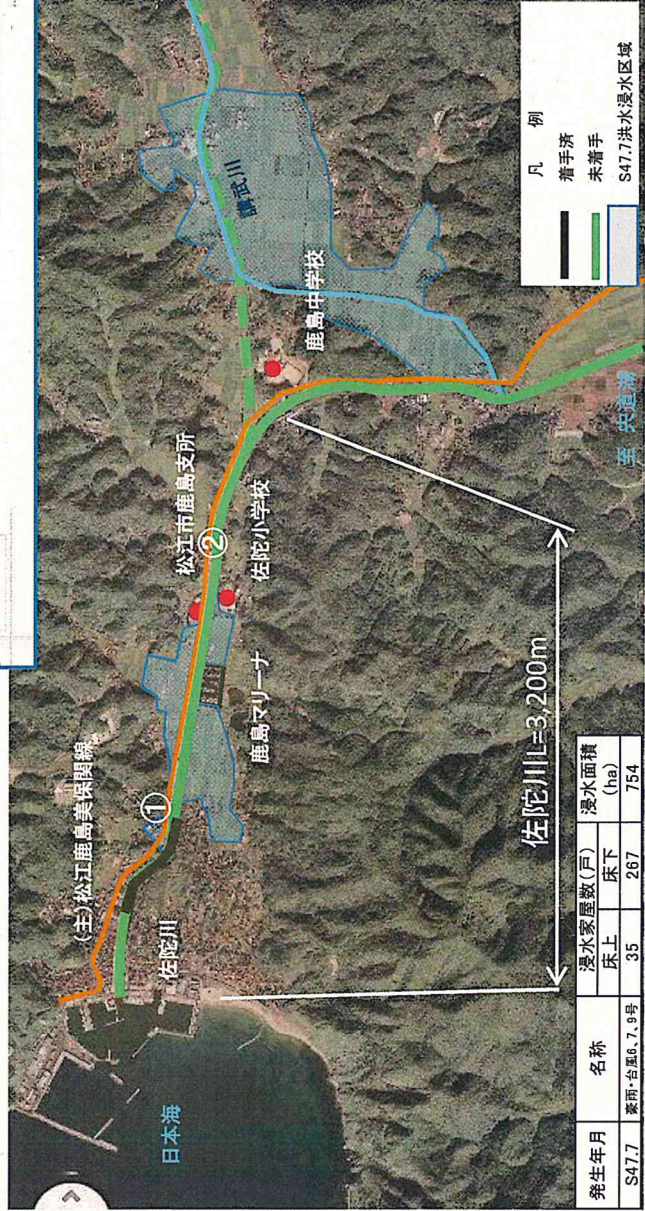 (主)松江鹿島美保関線
日本海
佐陀川
①
松江市鹿島支所
②
佐陀小学校
鹿島マリーナ
講武川
鹿島中学校
至 宍道湖
佐陀川L=3,200m
凡 例
着手済
未着手
S47.7洪水浸水区域
発生年月 名称 浸水家屋数(戸) 浸水面積(ha)
床上 床下
S47.7 豪雨・台風6,7,9号 35 267 754